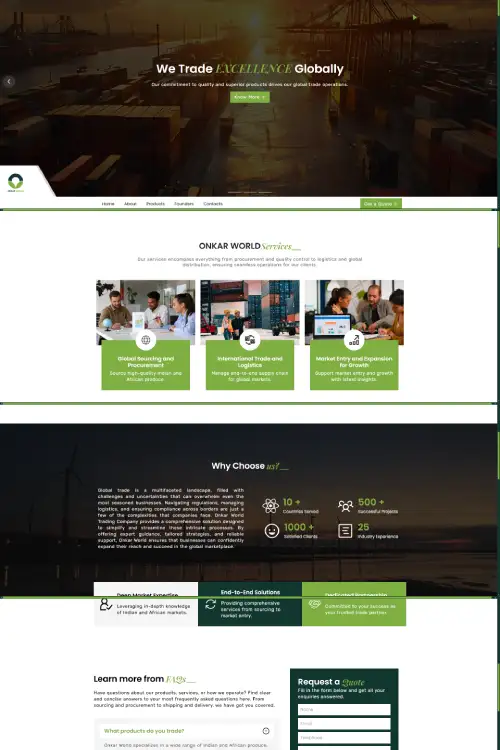 We Trade EXCELLENCE Globally
Our commitment to quality and superior products drives our global trade operations.
Know More
Home About Products Founders Contacts
Get a Quote
ONKAR WORLD Services__
Our services encompass everything from procurement and quality control to logistics and global
distribution, ensuring seamless operations for our clients.
Global Sourcing and
Procurement
Source high-quality Indian and
African produce.
International Trade and
Logistics
Manage end-to-end supply chain
for global markets.
Market Entry and Expansion
for Growth
Support market entry and growth
with latest insights.
Why Choose us?__
Global trade is a multifaceted landscape, filled with
challenges and uncertainties that can overwhelm even the
most seasoned businesses. Navigating regulations, managing
logistics, and ensuring compliance across borders are just a
few of the complexities that companies face. Onkar World
Trading Company provides a comprehensive solution designed
to simplify and streamline these intricate processes. By
offering expert guidance, tailored strategies, and reliable
support, Onkar World ensures that businesses can confidently
expand their reach and succeed in the global marketplace.
10 +
Countries Served
500 +
Successful Projects
1000 +
Satisfied Clients
25
Industry Experience
Deep Market Expertise
Leveraging in-depth knowledge
of Indian and African markets.
End-to-End Solutions
Providing comprehensive
services from sourcing to
market entry.
Dedicated Partnership
Committed to your success as
your trusted trade partner.
Learn more from FAQs__
Have questions about our products, services, or how we operate? Find clear
and concise answers to your most frequently asked questions here. From
sourcing and procurement to shipping and delivery, we have got you covered.
What products do you trade?
Onkar World specializes in a wide range of Indian and African produce,
Request a Quote
Fill in the form below and get all your
enquiries answered.
Name
Email
Telephone